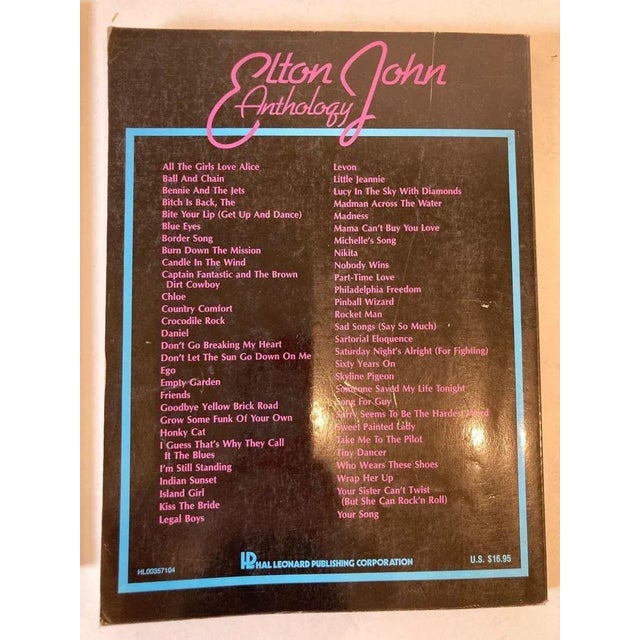 Elton John
Anthology
All The Girls Love Alice
Ball And Chain
Bennie And The Jets
Bitch Is Back, The
Bite Your Lip (Get Up And Dance)
Blue Eyes
Border Song
Burn Down The Mission
Candle In The Wind
Captain Fantastic and The Brown
Dirt Cowboy
Chloe
Country Comfort
Crocodile Rock
Daniel
Don't Go Breaking My Heart
Don't Let The Sun Go Down On Me
Ego
Empty Garden
Friends
Goodbye Yellow Brick Road
Grow Some Funk Of Your Own
Honky Cat
I Guess That's Why They Call
It The Blues
I'm Still Standing
Indian Sunset
Island Girl
Kiss The Bride
Legal Boys
Levon
Little Jeannie
Lucy In The Sky With Diamonds
Madman Across The Water
Madness
Mama Can't Buy You Love
Michelle's Song
Nikita
Nobody Wins
Part-Time Love
Philadelphia Freedom
Pinball Wizard
Rocket Man
Sad Songs (Say So Much)
Sartorial Eloquence
Saturday Night's Alright (For Fighting)
Sixty Years On
Skyline Pigeon
Someone Saved My Life Tonight
Song For Guy
Sorry Seems To Be The Hardest Word
Sweet Painted Lady
Take Me To The Pilot
Tiny Dancer
Who Wears These Shoes
Wrap Her Up
Your Sister Can't Twist
(But She Can Rock'n Roll)
Your Song
HL00357104
HAL LEONARD PUBLISHING CORPORATION
U.S. $16.95